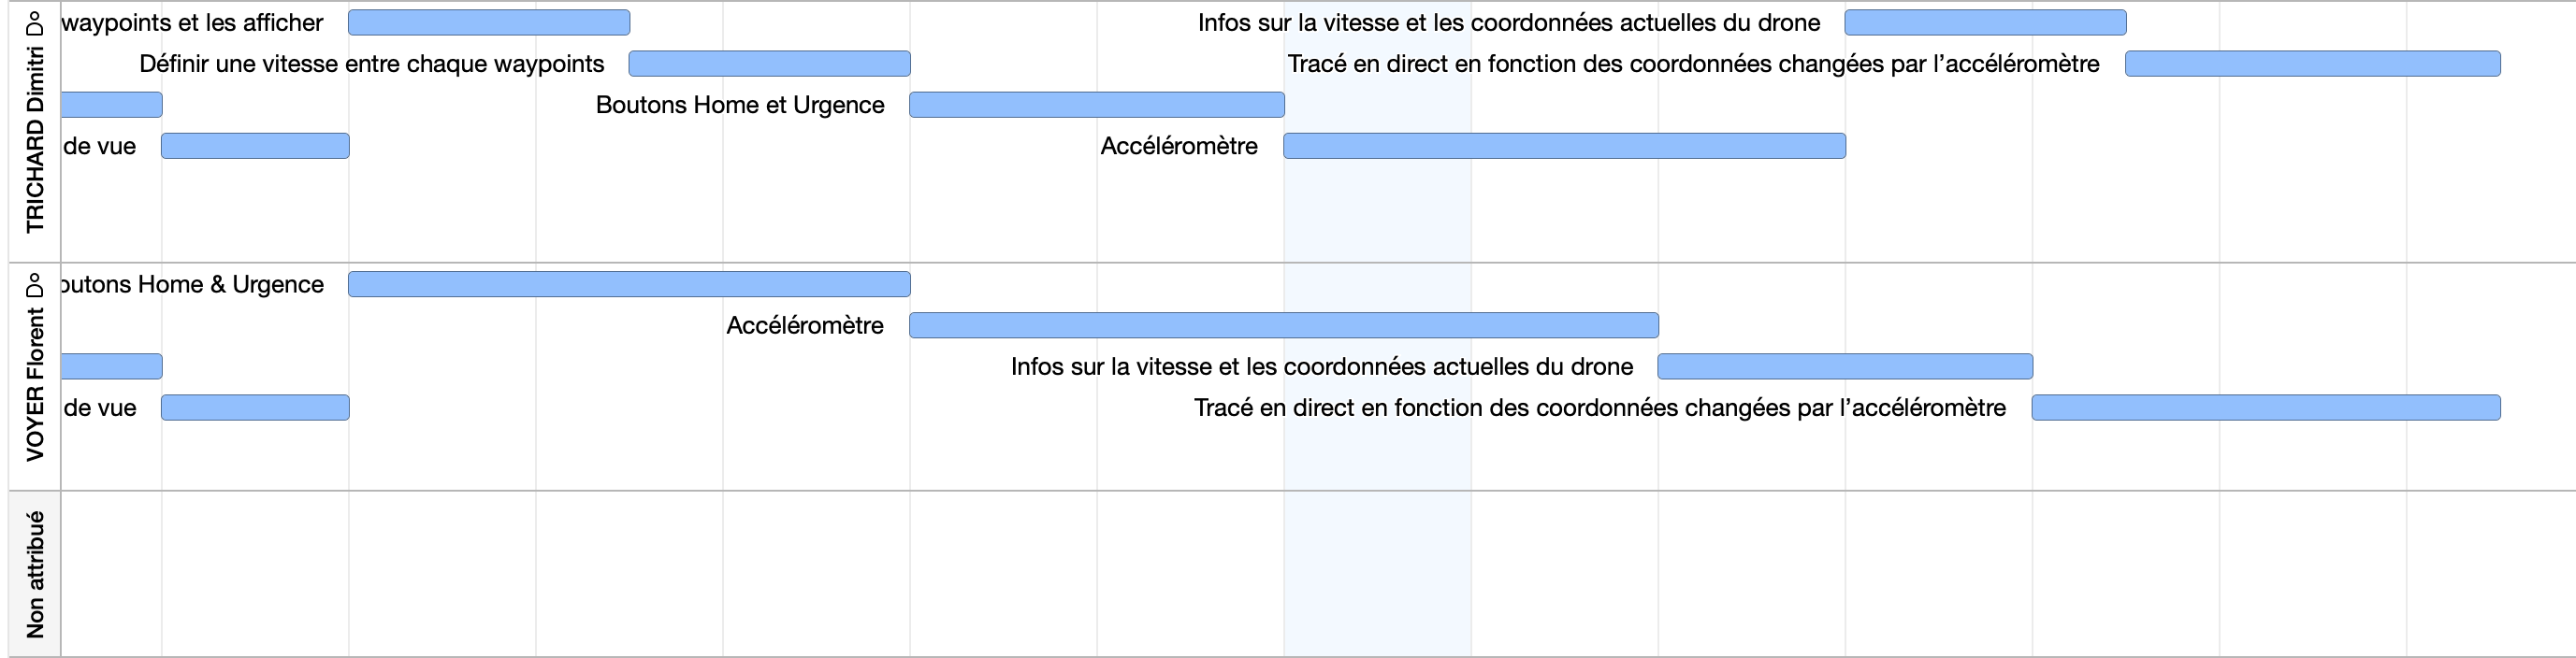 TRICHARD Dimitri
waypoints et les afficher
Infos sur la vitesse et les coordonnées actuelles du drone
Définir une vitesse entre chaque waypoints
Tracé en direct en fonction des coordonnées changées par l’accéléromètre
Boutons Home et Urgence
de vue
Accéléromètre
VOYER Florent
outons Home & Urgence
Accéléromètre
Infos sur la vitesse et les coordonnées actuelles du drone
de vue
Tracé en direct en fonction des coordonnées changées par l’accéléromètre
Non attribué